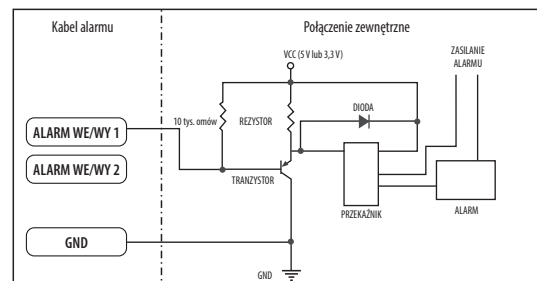 Kabel alarmu
Połączenie zewnętrzne
VCC (5 V lub 3,3 V)
ZASILANIE
ALARMU
DIODA
10 tys. omów
REZYSTOR
ALARM WE/WY 1
ALARM WE/WY 2
TRANZYSTOR
PRZEKAŹNIK
ALARM
GND
GND